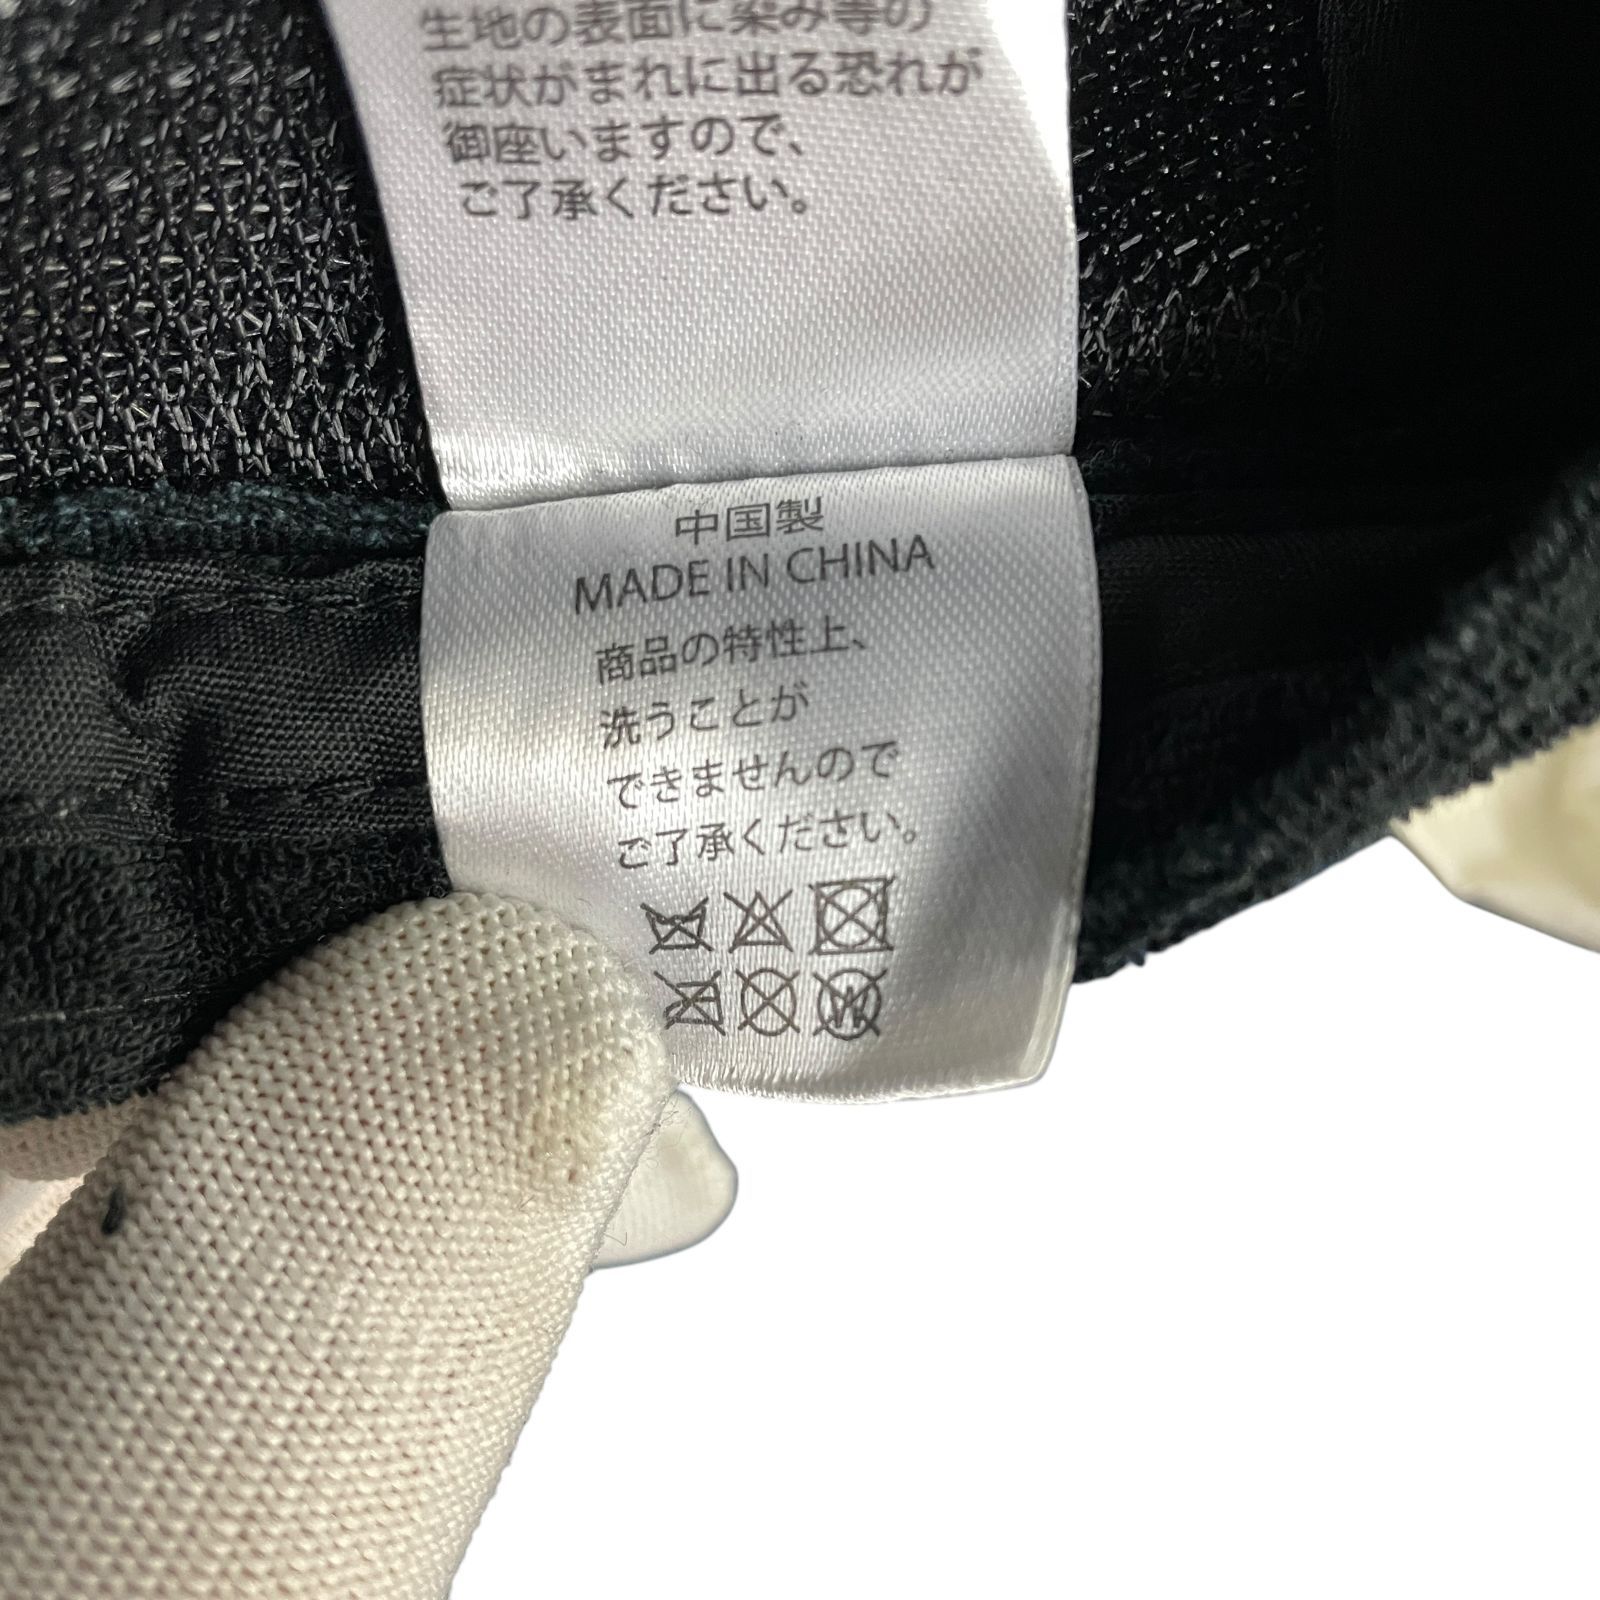 生地の表面に染み等の
症状がまれに出る恐れが
御座いますので、
ご了承ください。
中国製
MADE IN CHINA
商品の特性上、
洗うことが
できませんので
ご了承ください。